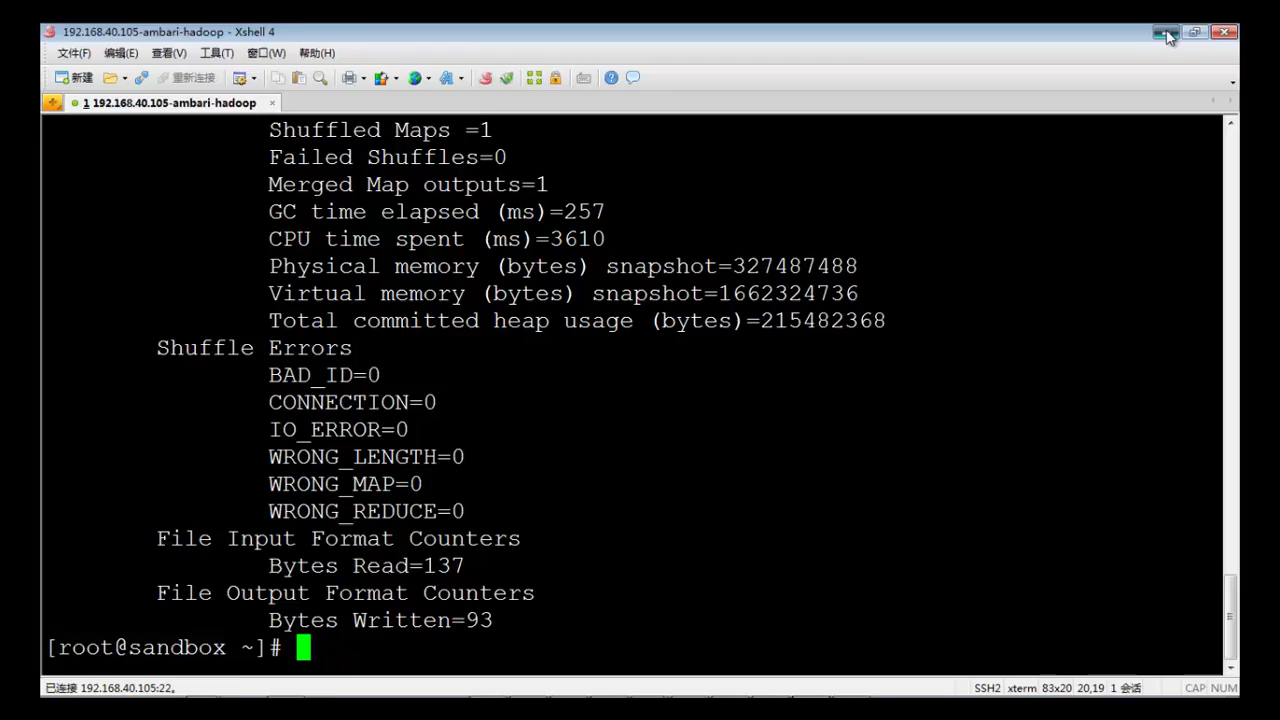 192.168.40.105-ambari-hadoop - Xshell 4
文件(F) 编辑(E) 查看(V) 工具(T) 窗口(W) 帮助(H)
新建 重新连接
1 192.168.40.105-ambari-hadoop
Shuffled Maps =1
Failed Shuffles=0
Merged Map outputs=1
GC time elapsed (ms)=257
CPU time spent (ms)=3610
Physical memory (bytes) snapshot=327487488
Virtual memory (bytes) snapshot=1662324736
Total committed heap usage (bytes)=215482368
Shuffle Errors
BAD_ID=0
CONNECTION=0
IO_ERROR=0
WRONG_LENGTH=0
WRONG_MAP=0
WRONG_REDUCE=0
File Input Format Counters
Bytes Read=137
File Output Format Counters
Bytes Written=93
[root@sandbox ~]#
已连接 192.168.40.105:22。 SSH2 xterm 83x20 20,19 1 会话 CAP NUM